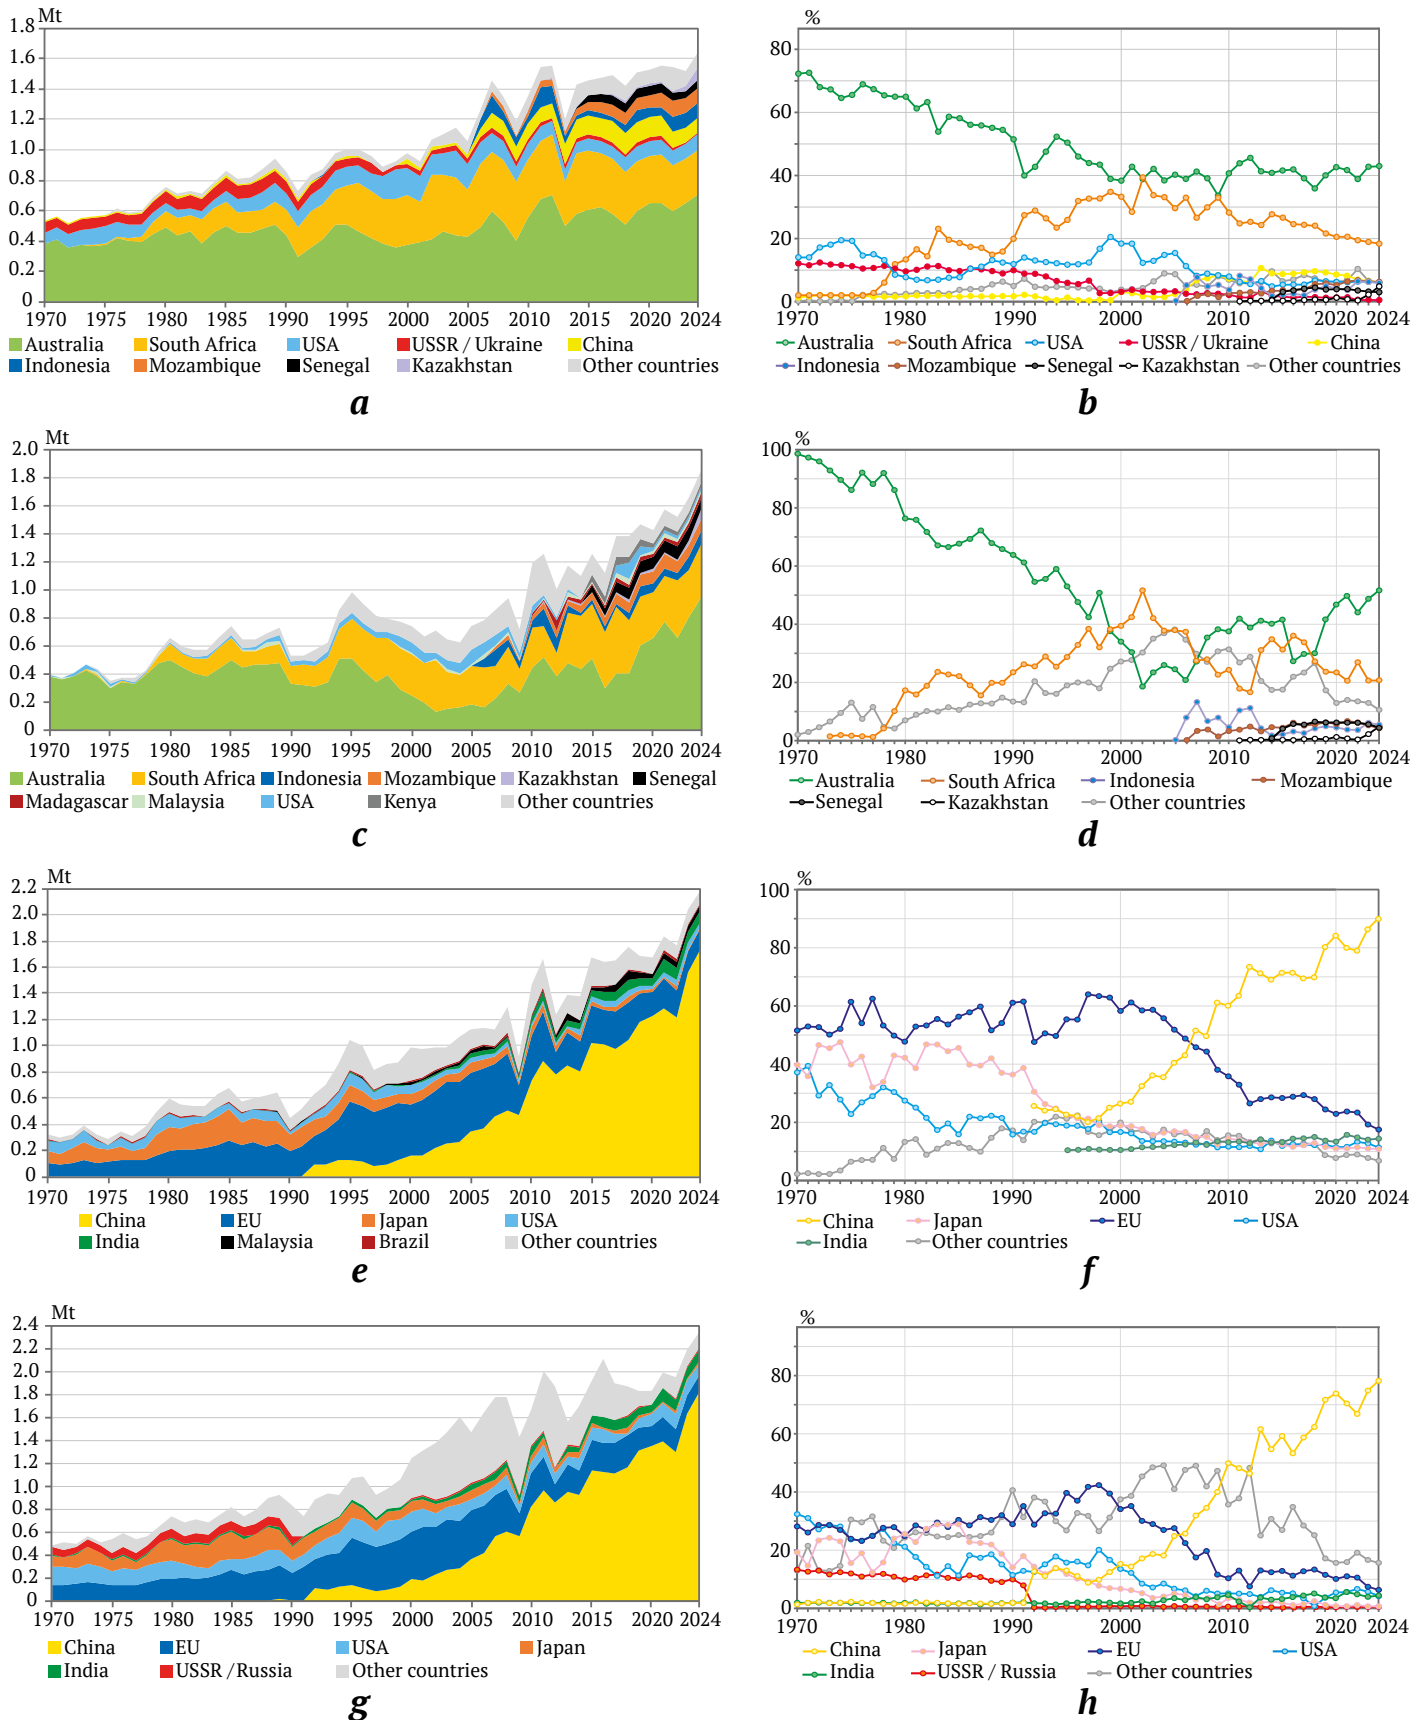 Mt
1.8
1.6
1.4
1.2
1.0
0.8
0.6
0.4
0.2
0
1970 1975 1980 1985 1990 1995 2000 2005 2010 2015 2020 2024
Australia South Africa USA USSR / Ukraine China
Indonesia Mozambique Senegal Kazakhstan Other countries
a
%
80
60
40
20
0
1970 1980 1990 2000 2010 2020 2024
Australia South Africa USA USSR / Ukraine China
Indonesia Mozambique Senegal Kazakhstan Other countries
b
Mt
2.0
1.8
1.6
1.4
1.2
1.0
0.8
0.6
0.4
0.2
0
1970 1975 1980 1985 1990 1995 2000 2005 2010 2015 2020 2024
Australia South Africa Indonesia Mozambique Kazakhstan Senegal
Madagascar Malaysia USA Kenya Other countries
c
%
100
80
60
40
20
0
1970 1980 1990 2000 2010 2020 2024
Australia South Africa Indonesia Mozambique
Senegal Kazakhstan Other countries
d
Mt
2.2
2.0
1.8
1.6
1.4
1.2
1.0
0.8
0.6
0.4
0.2
0
1970 1975 1980 1985 1990 1995 2000 2005 2010 2015 2020 2024
China EU Japan USA
India Malaysia Brazil Other countries
e
%
100
80
60
40
20
0
1970 1980 1990 2000 2010 2020 2024
China Japan EU USA
India Other countries
f
Mt
2.4
2.2
2.0
1.8
1.6
1.4
1.2
1.0
0.8
0.6
0.4
0.2
0
1970 1975 1980 1985 1990 1995 2000 2005 2010 2015 2020 2024
China EU USA Japan
India USSR / Russia Other countries
g
%
80
60
40
20
0
1970 1980 1990 2000 2010 2020 2024
China Japan EU USA
India USSR / Russia Other countries
h